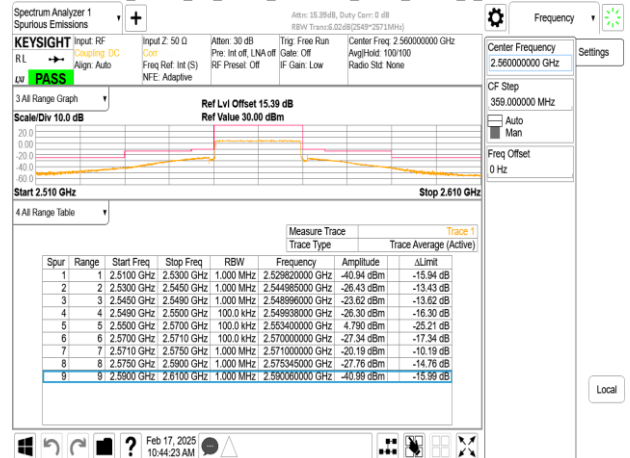 Spectrum Analyzer 1
Spurious Emissions
Attn: 15.39dB, Duty Corr: 0 dB
RBW Trans:6.02dB(2549*2571MHz)
Frequency
KEYSIGHT Input: RF Input Z: 50 Ω Atten: 30 dB Trig: Free Run Center Freq: 2.560000000 GHz
RL Coupling: DC Corr Pre: Int off, LNA off Gate: Off Avg|Hold: 100/100
Align: Auto Freq Ref: Int (S) RF Preset: Off IF Gain: Low Radio Std: None
NFE: Adaptive
PASS
Center Frequency
2.560000000 GHz
Settings
CF Step
359.000000 MHz
Auto
Man
Freq Offset
0 Hz
3 All Range Graph
Ref Lvl Offset 15.39 dB
Scale/Div 10.0 dB Ref Value 30.00 dBm
20.0
0.00
-20.0
-40.0
-60.0
Start 2.510 GHz Stop 2.610 GHz
4 All Range Table
Measure Trace Trace 1
Trace Type Trace Average (Active)
Spur Range Start Freq Stop Freq RBW Frequency Amplitude ΔLimit
1 1 2.5100 GHz 2.5300 GHz 1.000 MHz 2.529820000 GHz -40.94 dBm -15.94 dB
2 2 2.5300 GHz 2.5450 GHz 1.000 MHz 2.544985000 GHz -26.43 dBm -13.43 dB
3 3 2.5450 GHz 2.5490 GHz 1.000 MHz 2.548996000 GHz -23.62 dBm -13.62 dB
4 4 2.5490 GHz 2.5500 GHz 100.0 kHz 2.549938000 GHz -26.30 dBm -16.30 dB
5 5 2.5500 GHz 2.5700 GHz 100.0 kHz 2.553400000 GHz 4.790 dBm -25.21 dB
6 6 2.5700 GHz 2.5710 GHz 100.0 kHz 2.570000000 GHz -27.34 dBm -17.34 dB
7 7 2.5710 GHz 2.5750 GHz 1.000 MHz 2.571000000 GHz -20.19 dBm -10.19 dB
8 8 2.5750 GHz 2.5900 GHz 1.000 MHz 2.575345000 GHz -27.76 dBm -14.76 dB
9 9 2.5900 GHz 2.6100 GHz 1.000 MHz 2.590060000 GHz -40.99 dBm -15.99 dB
Local
Feb 17, 2025
10:44:23 AM